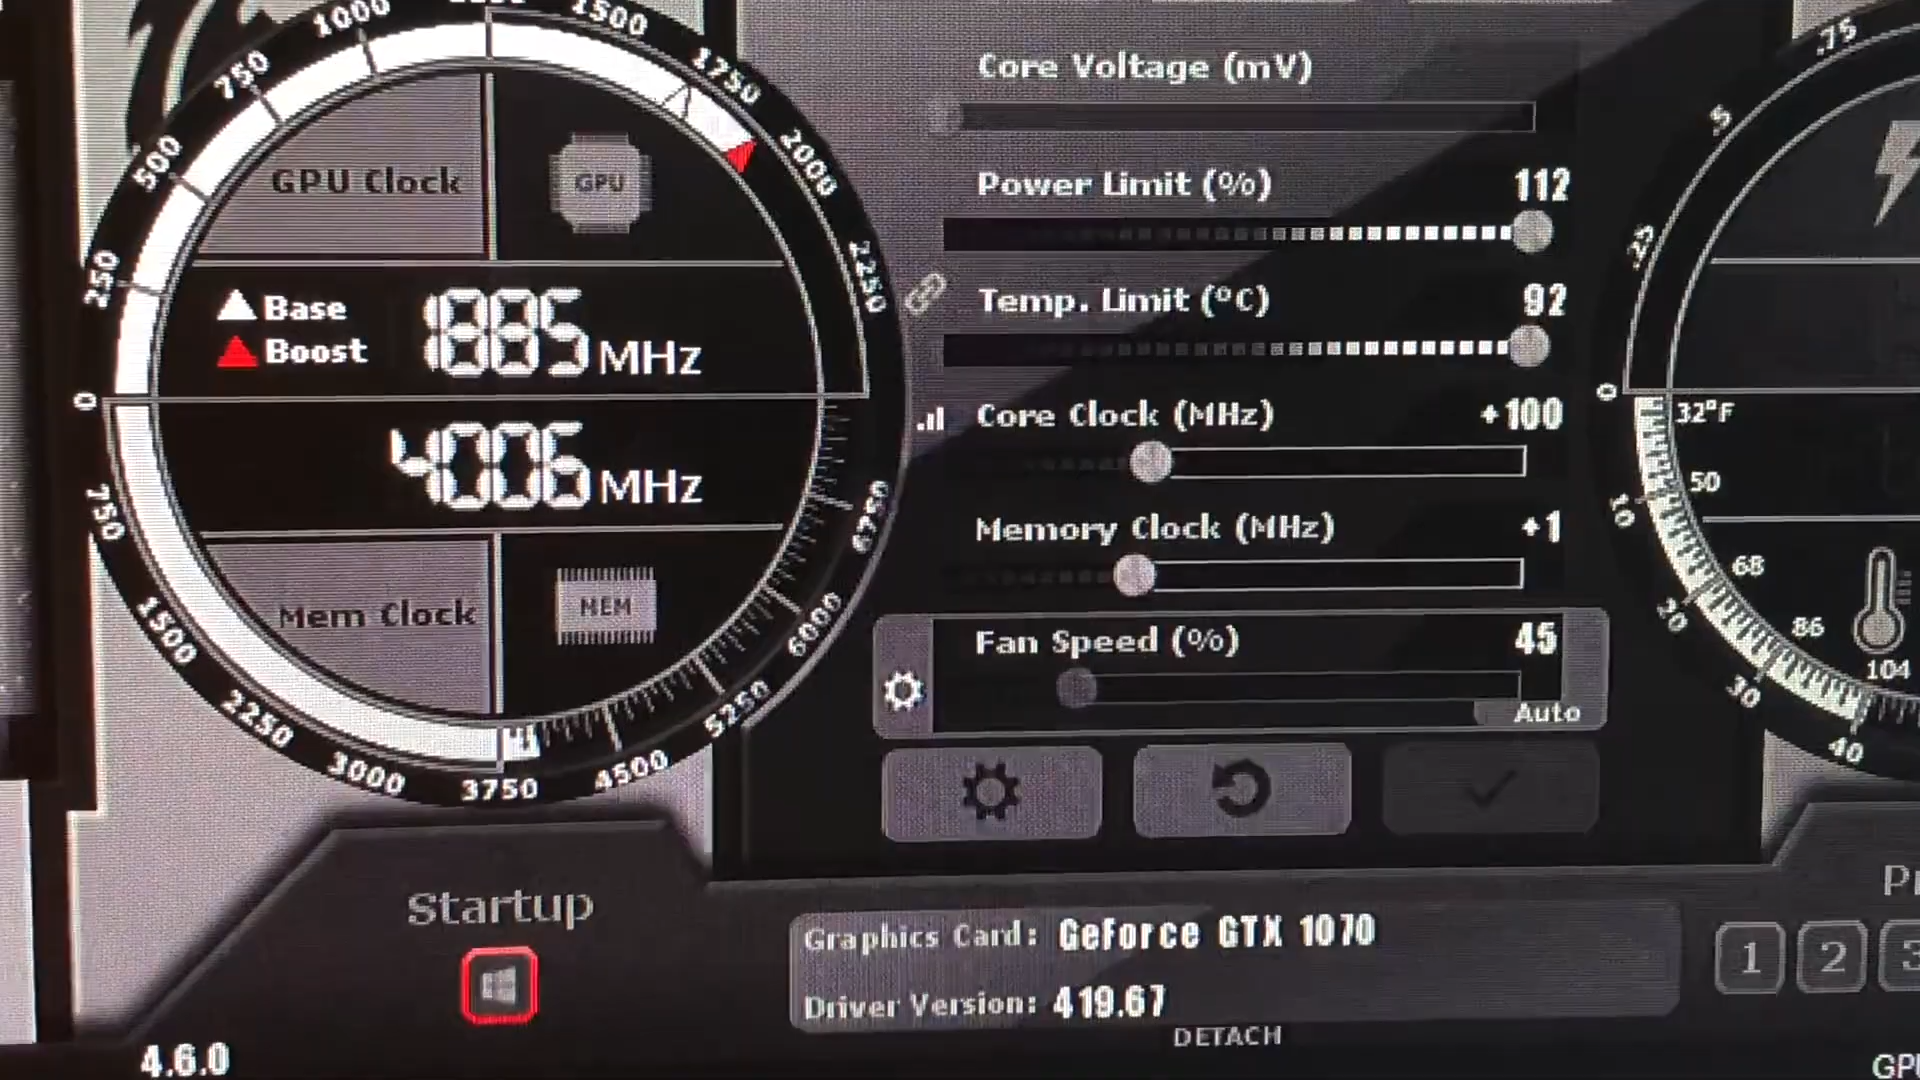 1000
1500
750
1750
500
2000
250
2250
0
GPU Clock
GPU
Base
Boost
1885 MHz
4006 MHz
Mem Clock
MEM
750
1500
2250
3000
3750
4500
5250
6000
6750
Core Voltage (mV)
Power Limit (%) 112
Temp. Limit (°C) 92
Core Clock (MHz) +100
Memory Clock (MHz) +1
Fan Speed (%) 45
Auto
.75
.5
.25
0
32°F
50
10
68
20
86
30
104
40
Startup
Graphics Card: GeForce GTX 1070
Driver Version: 419.67
DETACH
1 2 3
4.6.0